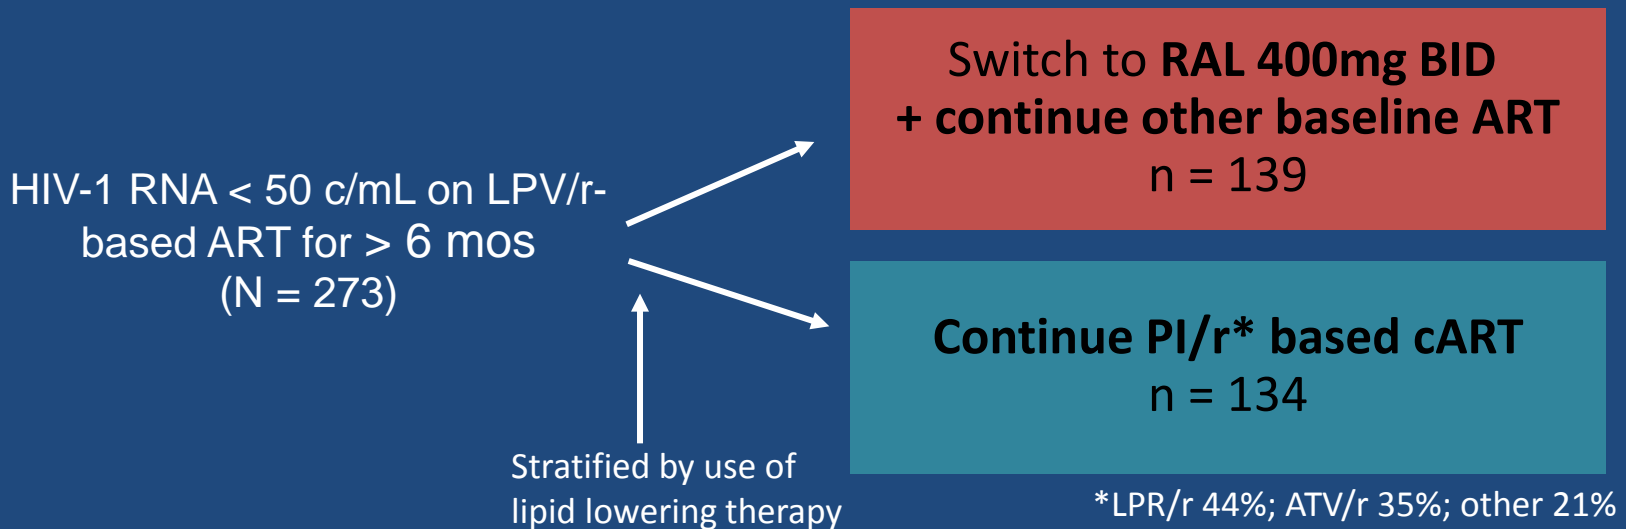 HIV-1 RNA < 50 c/mL on LPV/r-
based ART for > 6 mos
(N = 273)
Stratified by use of
lipid lowering therapy
Switch to RAL 400mg BID
+ continue other baseline ART
n = 139
Continue PI/r* based cART
n = 134
*LPR/r 44%; ATV/r 35%; other 21%